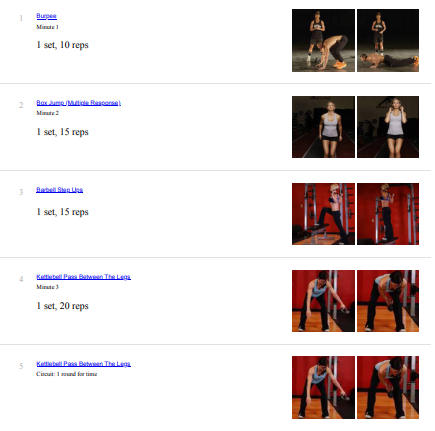 1
Burpee
Minute 1
1 set, 10 reps
2
Box Jump (Multiple Response)
Minute 2
1 set, 15 reps
3
Barbell Step Ups
1 set, 15 reps
4
Kettlebell Pass Between The Legs
Minute 3
1 set, 20 reps
5
Kettlebell Pass Between The Legs
Circuit: 1 round for time